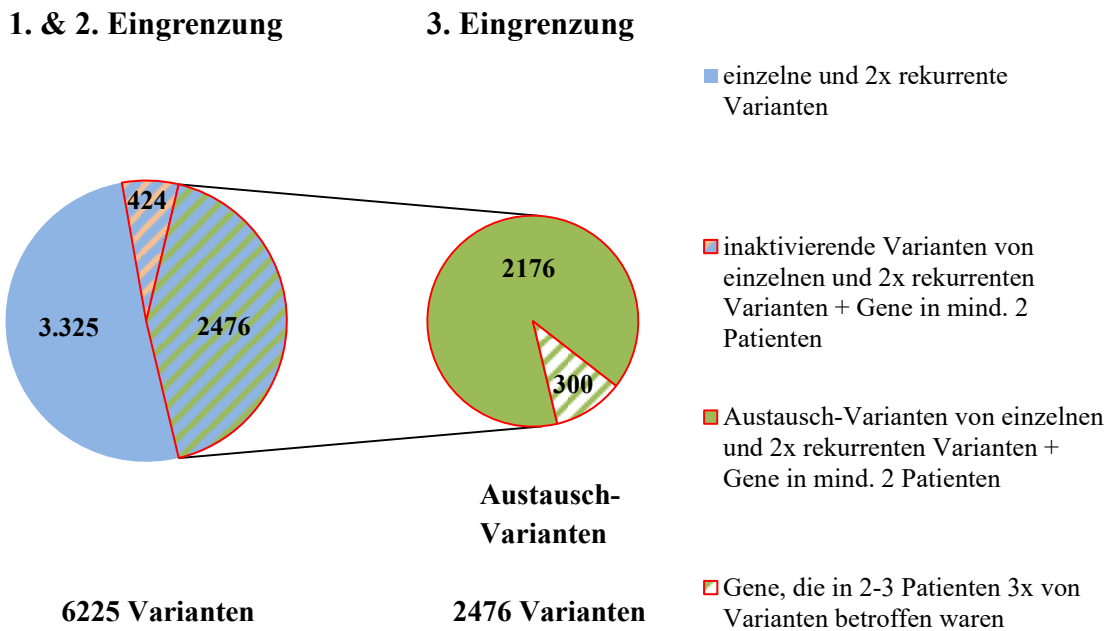 1. & 2. Eingrenzung
3. Eingrenzung
424
3.325
2476
2176
300
Austausch-
Varianten
6225 Varianten
2476 Varianten
einzelne und 2x rekurrente
Varianten
inaktivierende Varianten von
einzelnen und 2x rekurrenten
Varianten + Gene in mind. 2
Patienten
Austausch-Varianten von einzelnen
und 2x rekurrenten Varianten +
Gene in mind. 2 Patienten
Gene, die in 2-3 Patienten 3x von
Varianten betroffen waren